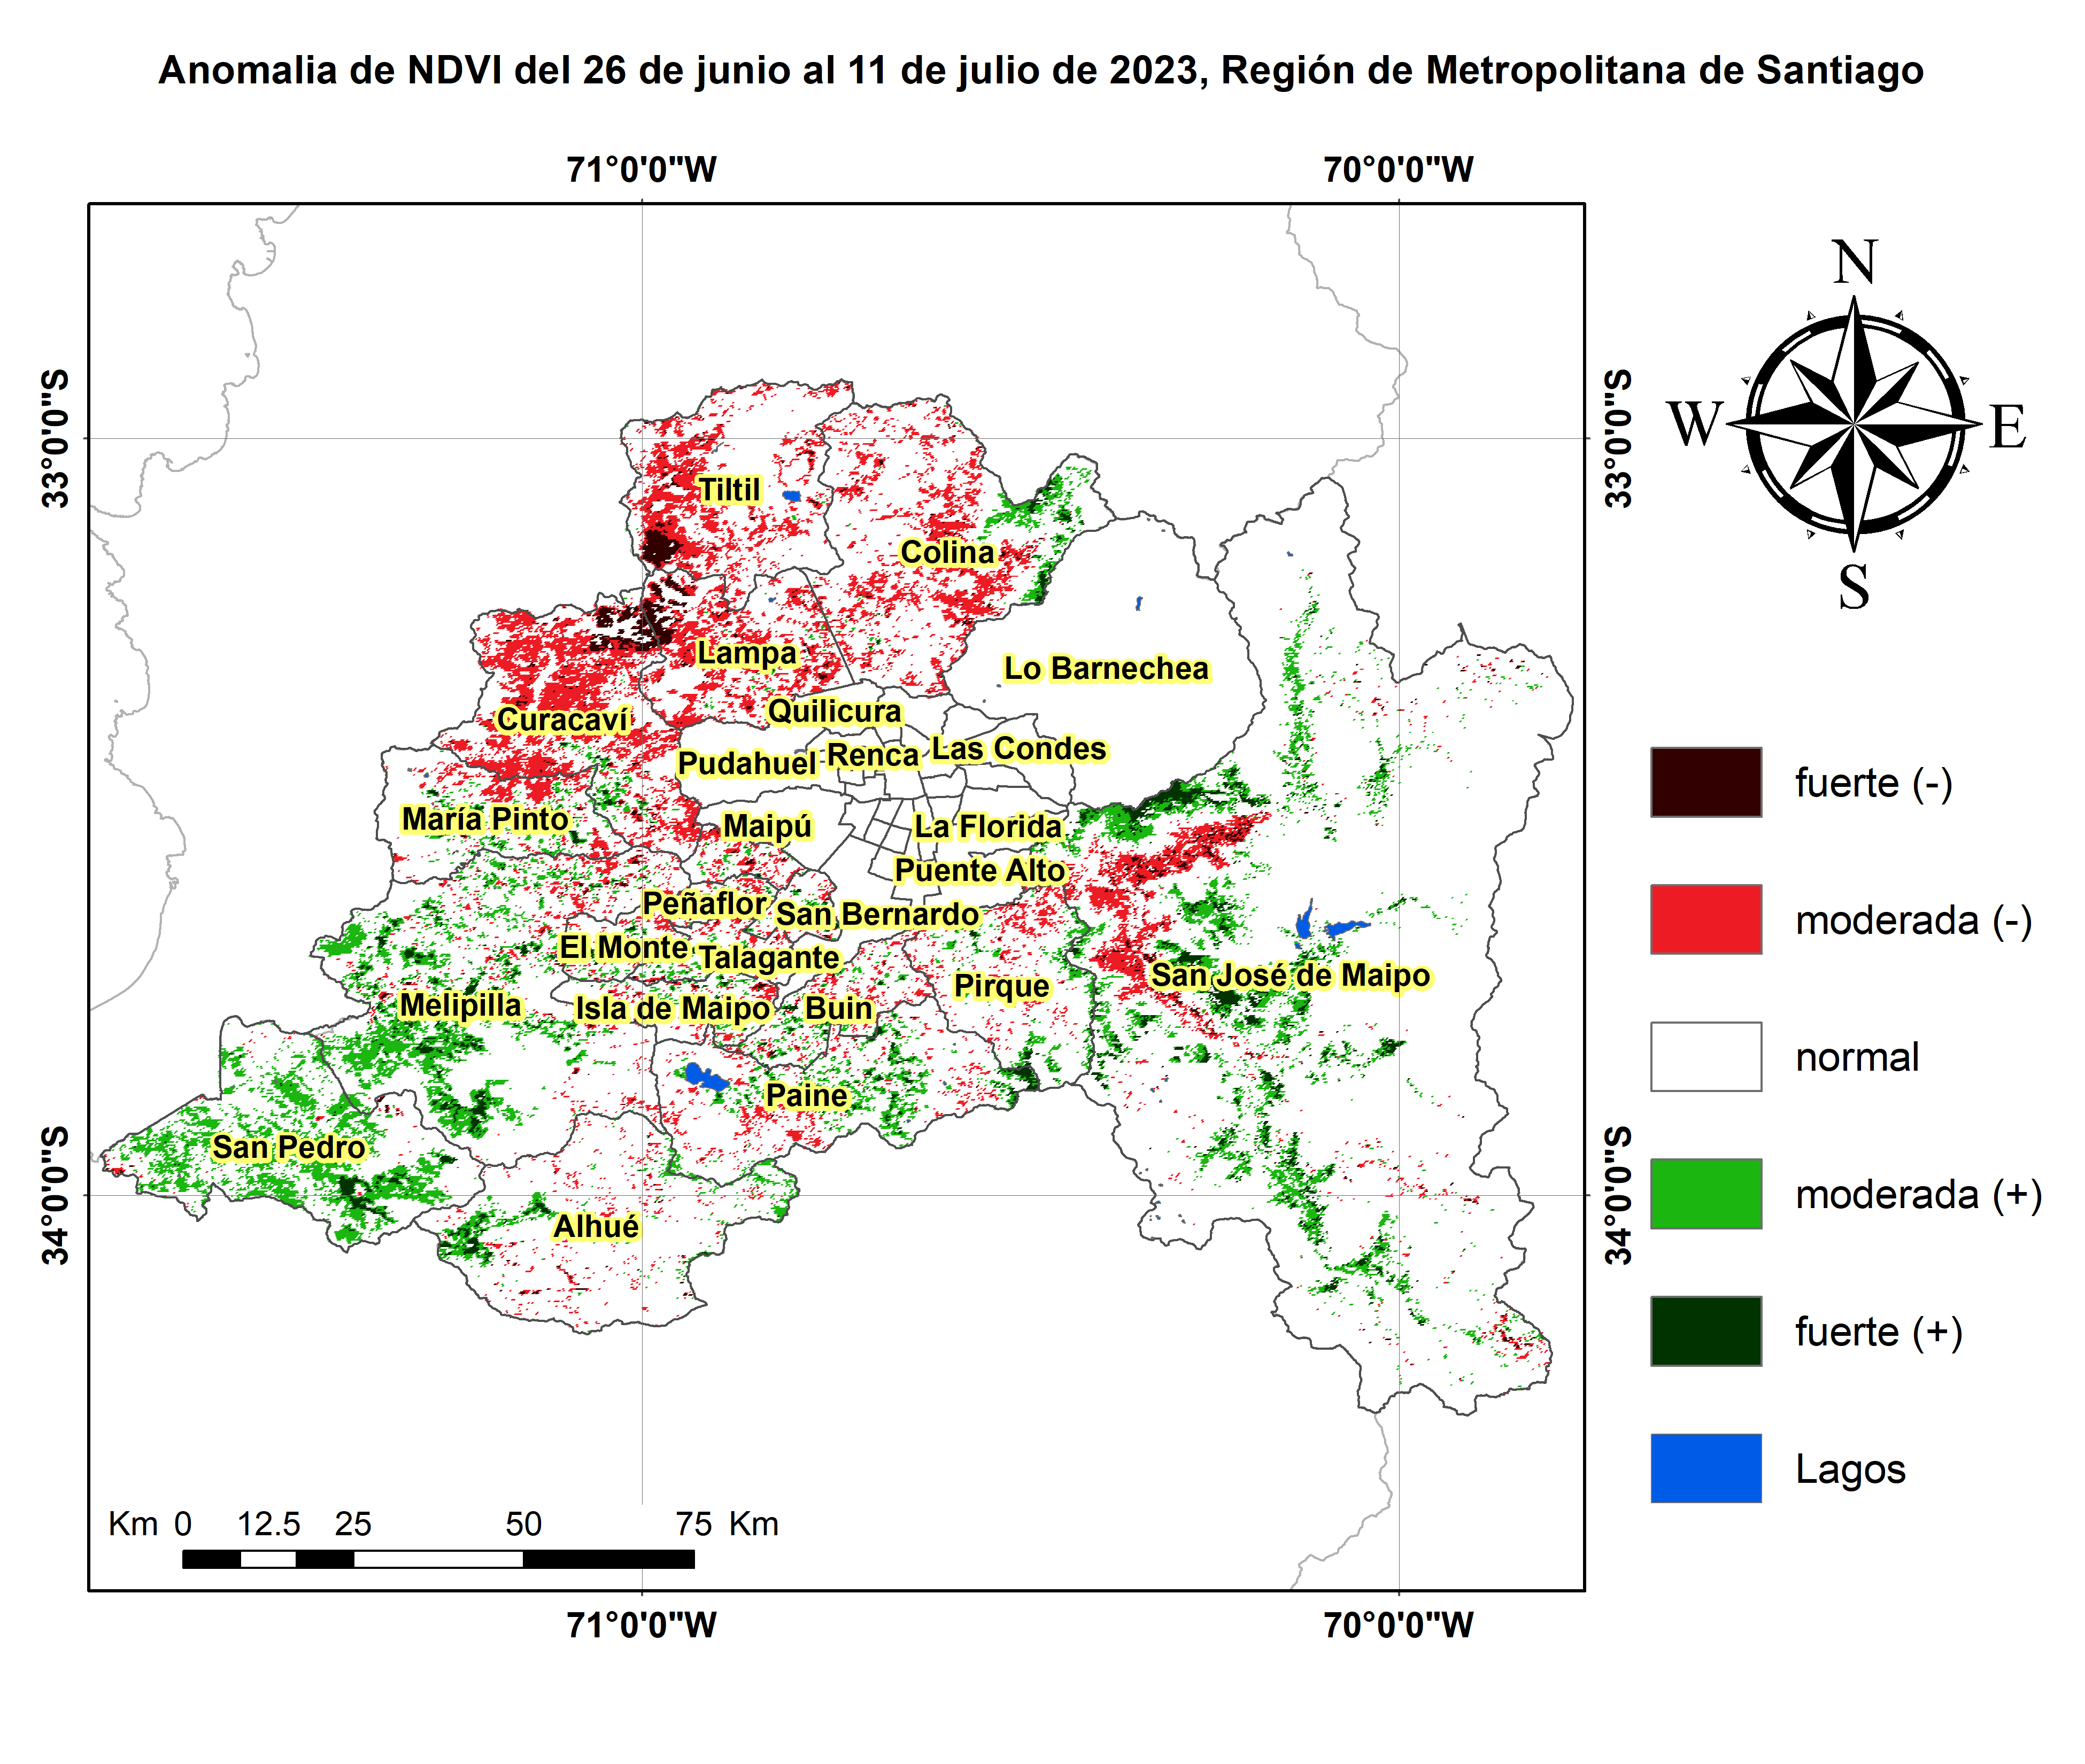 Anomalia de NDVI del 26 de junio al 11 de julio de 2023, Región de Metropolitana de Santiago
71°0'0"W
70°0'0"W
33°0'0"S
33°0'0"S
N
W
E
S
Tiltil
Colina
Lampa
Lo Barnechea
Curacaví
Quilicura
Pudahuel
Renca
Las Condes
María Pinto
Maipú
La Florida
Puente Alto
Peñaflor
San Bernardo
El Monte
Talagante
San José de Maipo
Pirque
Melipilla
Isla de Maipo
Buin
Paine
San Pedro
Alhué
34°0'0"S
34°0'0"S
fuerte (-)
moderada (-)
normal
moderada (+)
fuerte (+)
Lagos
Km 0 12.5 25 50 75 Km
71°0'0"W
70°0'0"W